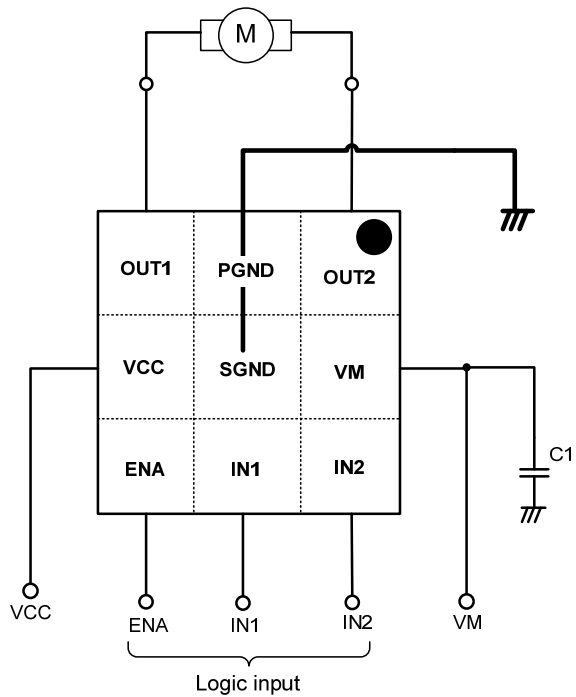 M
OUT1 PGND OUT2
VCC SGND VM
ENA IN1 IN2
C1
VCC ENA IN1 IN2 VM
Logic input